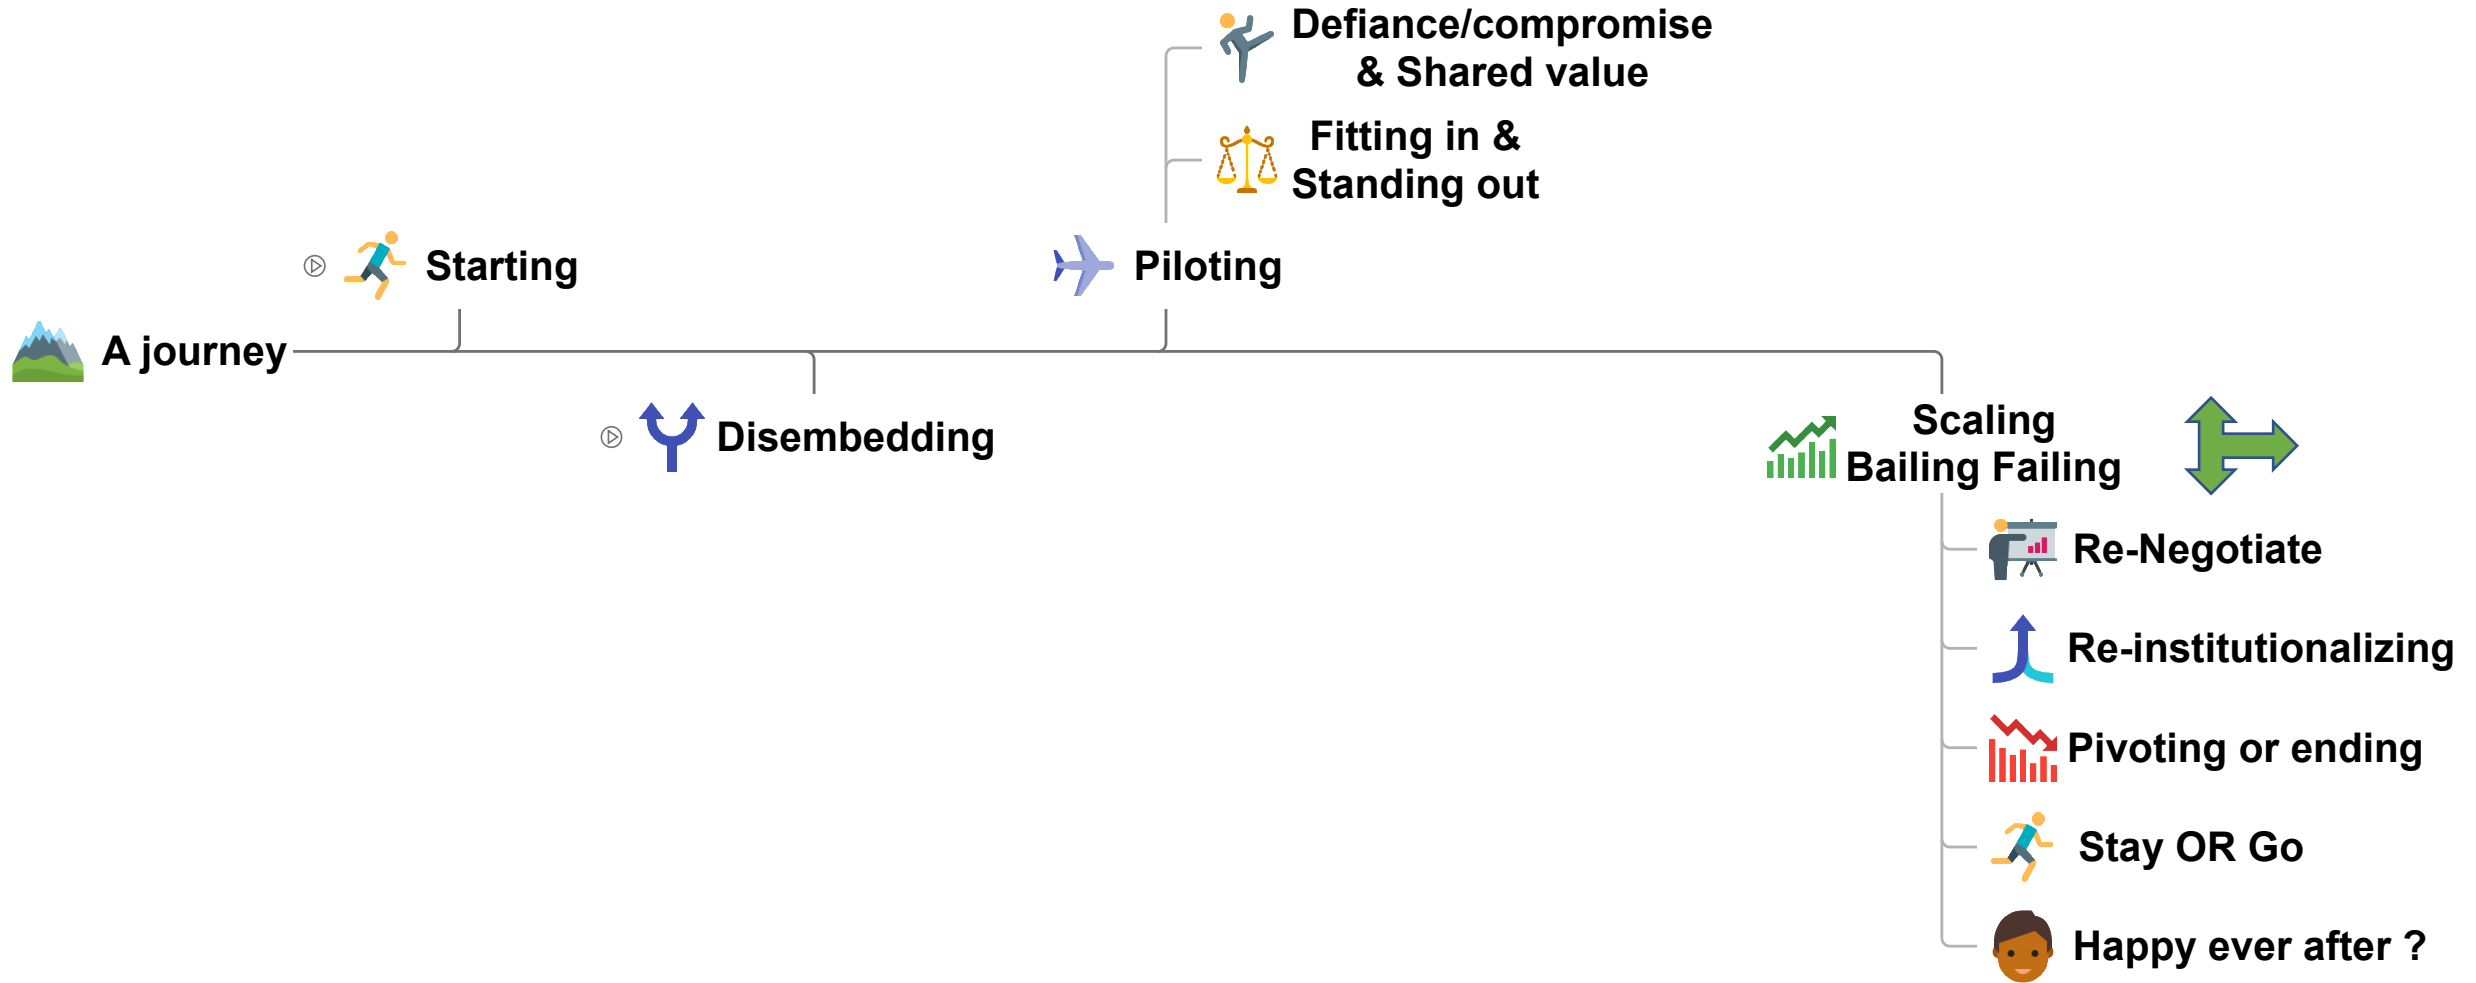 Defiance/compromise
& Shared value
Fitting in &
Standing out
Starting
Piloting
A journey
Disembedding
Scaling
Bailing Failing
Re-Negotiate
Re-institutionalizing
Pivoting or ending
Stay OR Go
Happy ever after ?